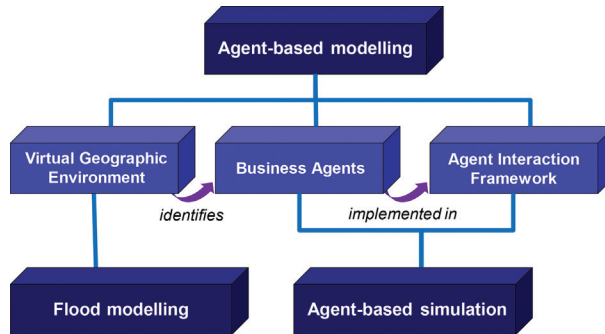 Agent-based modelling
Virtual Geographic
Environment
Business Agents
Agent Interaction
Framework
identifies
implemented in
Flood modelling
Agent-based simulation